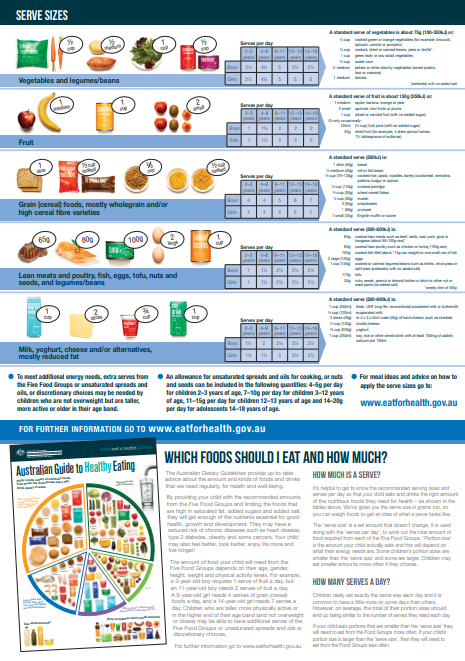 SERVE SIZES
½ cup
½ medium
½ cup
1 cup
½ cup
Serves per day
2–3 years 4–8 years 9–11 years 12–13 years 14–18 years
Boys 2½ 4½ 5 5½ 5½
Girls 2½ 4½ 5 5 5
Vegetables and legumes/beans
A standard serve of vegetables is about 75g (100–350kJ) or:
½ cup cooked green or orange vegetables (for example, broccoli, spinach, carrots or pumpkin)
½ cup cooked, dried or canned beans, peas or lentils*
1 cup green leafy or raw salad vegetables
½ cup sweet corn
½ medium potato or other starchy vegetables (sweet potato, taro or cassava)
1 medium tomato
*preferably with no added salt
1 medium
1 cup
2 small
Serves per day
2–3 years 4–8 years 9–11 years 12–13 years 14–18 years
Boys 1 1½ 2 2 2
Girls 1 1½ 2 2 2
Fruit
A standard serve of fruit is about 150g (350kJ) or:
1 medium apple, banana, orange or pear
2 small apricots, kiwi fruits or plums
1 cup diced or canned fruit (with no added sugar)
Or only occasionally:
125ml (½ cup) fruit juice (with no added sugar)
30g dried fruit (for example, 4 dried apricot halves, 1½ tablespoons of sultanas)
1 slice
½ cup cooked
⅔ cup
¼ cup
½ cup cooked
Serves per day
2–3 years 4–8 years 9–11 years 12–13 years 14–18 years
Boys 4 4 5 6 7
Girls 4 4 4 5 7
Grain (cereal) foods, mostly wholegrain and/or
high cereal fibre varieties
A standard serve (500kJ) is:
1 slice (40g) bread
½ medium (40g) roll or flat bread
½ cup (75–120g) cooked rice, pasta, noodles, barley, buckwheat, semolina, polenta, bulgur or quinoa
½ cup (120g) cooked porridge
⅔ cup (30g) wheat cereal flakes
¼ cup (30g) muesli
3 (35g) crispbreads
1 (60g) crumpet
1 small (35g) English muffin or scone
65g
80g
100g
2 large
1 cup
Serves per day
2–3 years 4–8 years 9–11 years 12–13 years 14–18 years
Boys 1 1½ 2½ 2½ 2½
Girls 1 1½ 2½ 2½ 2½
Lean meats and poultry, fish, eggs, tofu, nuts and
seeds, and legumes/beans
A standard serve (500–600kJ) is:
65g cooked lean meats such as beef, lamb, veal, pork, goat or kangaroo (about 90–100g raw)*
80g cooked lean poultry such as chicken or turkey (100g raw)
100g cooked fish fillet (about 115g raw weight) or one small can of fish
2 large (120g) eggs
1 cup (150g) cooked or canned legumes/beans such as lentils, chick peas or split peas (preferably with no added salt)
170g tofu
30g nuts, seeds, peanut or almond butter or tahini or other nut or seed paste (no added salt)
*weekly limit of 455g
1 cup
2 slices
¾ cup
1 cup
Serves per day
2–3 years 4–8 years 9–11 years 12–13 years 14–18 years
Boys 1½ 2 2½ 3½ 3½
Girls 1½ 1½ 3 3½ 3½
Milk, yoghurt, cheese and/or alternatives,
mostly reduced fat
A standard serve (500–600kJ) is:
1 cup (250ml) fresh, UHT long life, reconstituted powdered milk or buttermilk
½ cup (120ml) evaporated milk
2 slices (40g) or 4 x 3 x 2cm cube (40g) of hard cheese, such as cheddar
½ cup (120g) ricotta cheese
¾ cup (200g) yoghurt
1 cup (250ml) soy, rice or other cereal drink with at least 100mg of added calcium per 100ml
To meet additional energy needs, extra serves from
the Five Food Groups or unsaturated spreads and
oils, or discretionary choices may be needed by
children who are not overweight but are taller,
more active or older in their age band.
An allowance for unsaturated spreads and oils for cooking, or nuts
and seeds can be included in the following quantities: 4–5g per day
for children 2–3 years of age, 7–10g per day for children 3–12 years
of age, 11–15g per day for children 12–13 years of age and 14–20g
per day for adolescents 14–18 years of age.
For meal ideas and advice on how to
apply the serve sizes go to:
www.eatforhealth.gov.au
FOR FURTHER INFORMATION GO TO www.eatforhealth.gov.au
Australian Guide to Healthy Eating
WHICH FOODS SHOULD I EAT AND HOW MUCH?
The Australian Dietary Guidelines provide up-to-date
advice about the amount and kinds of foods and drinks
that we need regularly, for health and well-being.
By providing your child with the recommended amounts
from the Five Food Groups and limiting the foods that
are high in saturated fat, added sugars and added salt,
they will get enough of the nutrients essential for good
health, growth and development. They may have a
reduced risk of chronic diseases such as heart disease,
type 2 diabetes, obesity and some cancers. Your child
may also feel better, look better, enjoy life more and
live longer!
The amount of food your child will need from the
Five Food Groups depends on their age, gender,
height, weight and physical activity levels. For example,
a 3-year-old boy requires 1 serve of fruit a day, but
an 11-year-old boy needs 2 serves of fruit a day.
A 9-year-old girl needs 4 serves of grain (cereal)
foods a day, and a 14-year-old girl needs 7 serves a
day. Children who are taller, more physically active or
in the higher end of their age band (and not overweight
or obese) may be able to have additional serves of the
Five Food Groups or unsaturated spreads and oils or
discretionary choices.
For further information go to www.eatforhealth.gov.au.
HOW MUCH IS A SERVE?
It's helpful to get to know the recommended serving sizes and
serves per day so that your child eats and drinks the right amount
of the nutritious foods they need for health – as shown in the
tables above. We've given you the serve size in grams too, so
you can weigh foods to get an idea of what a serve looks like.
The 'serve size' is a set amount that doesn't change. It is used
along with the 'serves per day', to work out the total amount of
food required from each of the Five Food Groups. 'Portion size'
is the amount your child actually eats and this will depend on
what their energy needs are. Some children's portion sizes are
smaller than the 'serve size' and some are larger. Children may
eat smaller amounts more often if this is the case.
HOW MANY SERVES A DAY?
Children rarely eat exactly the same way each day and it is
common to have a little more on some days than others.
However, on average, the total of their portion sizes should
end up being similar to the number of serves they need each day.
If your child eats portions that are smaller than the 'serve size' they
will need to eat from the Food Groups more often. If your child's
portion size is larger than the 'serve size', then they will need to
eat from the Food Groups less often.